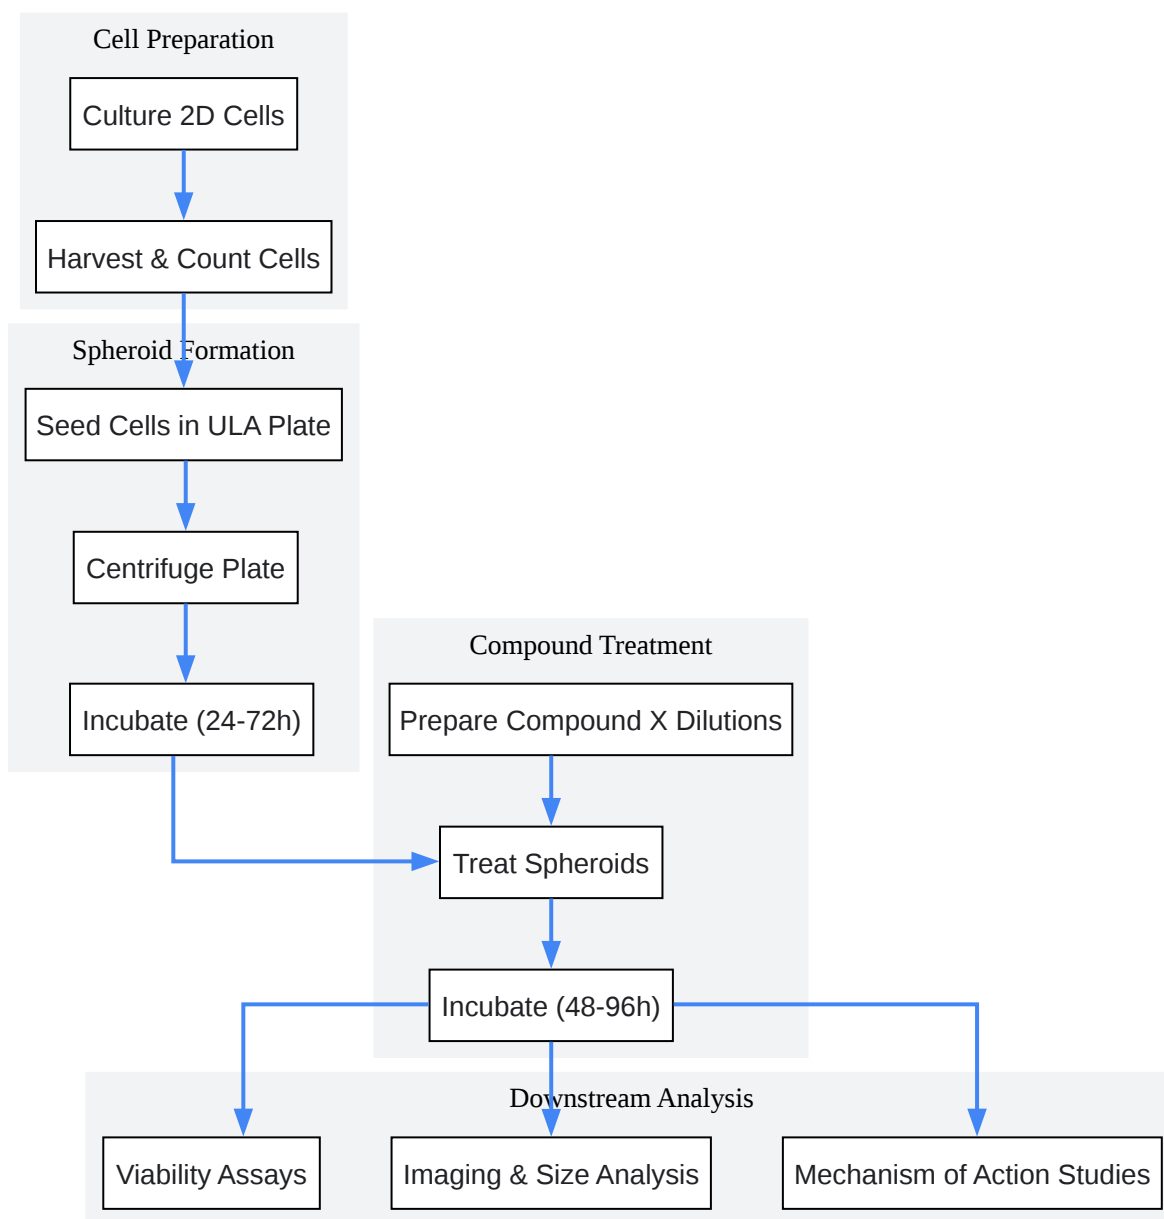 Cell Preparation
Culture 2D Cells
Harvest & Count Cells
Spheroid Formation
Seed Cells in ULA Plate
Centrifuge Plate
Incubate (24-72h)
Compound Treatment
Prepare Compound X Dilutions
Treat Spheroids
Incubate (48-96h)
Downstream Analysis
Viability Assays
Imaging & Size Analysis
Mechanism of Action Studies